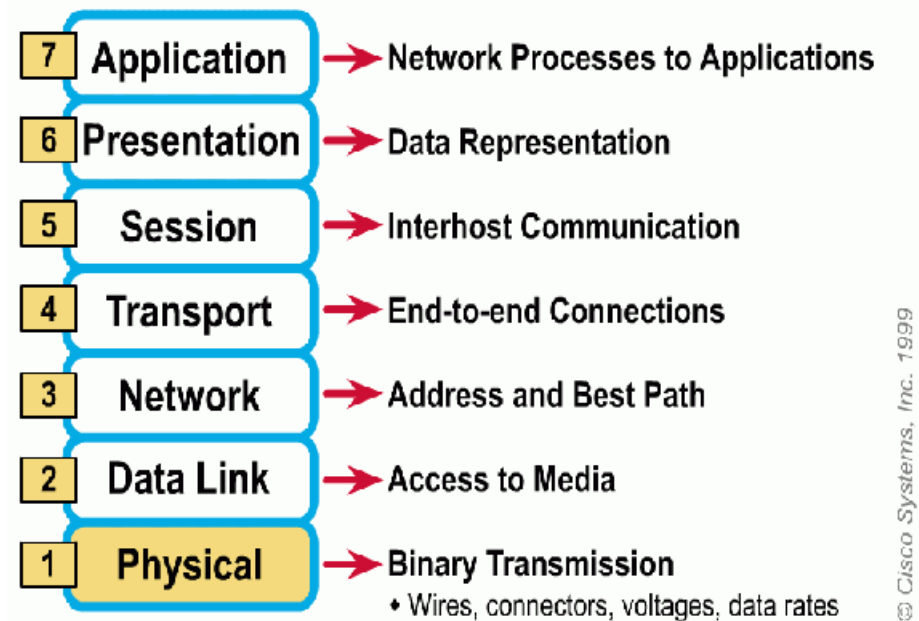 7 Application Network Processes to Applications
6 Presentation Data Representation
5 Session Interhost Communication
4 Transport End-to-end Connections
3 Network Address and Best Path
2 Data Link Access to Media
1 Physical Binary Transmission
• Wires, connectors, voltages, data rates
© Cisco Systems, Inc. 1999